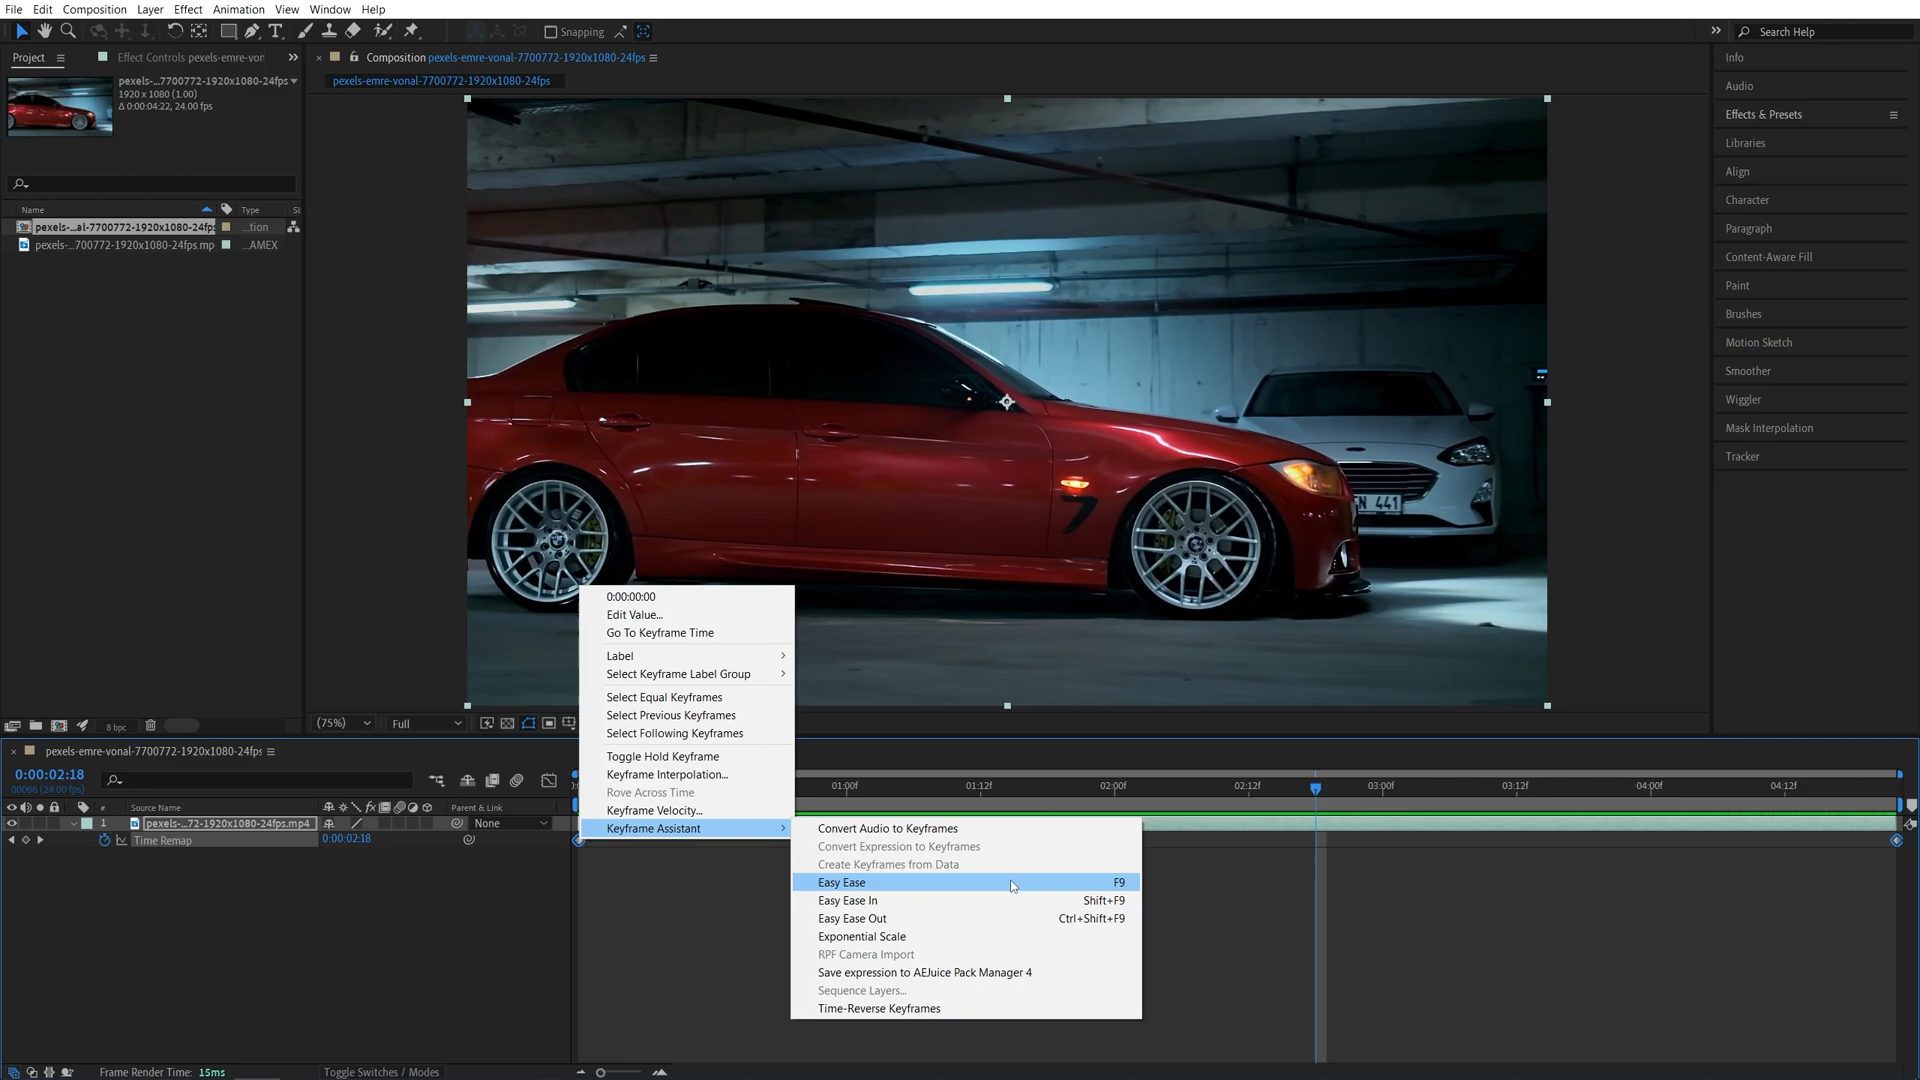 File Edit Composition Layer Effect Animation View Window Help
Snapping
Search Help
Project
Effect Controls pexels-emre-von
Composition pexels-emre-vonal-7700772-1920x1080-24fps
pexels-emre-vonal-7700772-1920x1080-24fps
pexels-...7700772-1920x1080-24fps
1920 x 1080 (1.00)
Δ 0:00:04:22, 24.00 fps
Name Type Si
pexels-...al-7700772-1920x1080-24fps ...tion
pexels-...700772-1920x1080-24fps.mp ...AMEX
Info
Audio
Effects & Presets
Libraries
Align
Character
Paragraph
Content-Aware Fill
Paint
Brushes
Motion Sketch
Smoother
Wiggler
Mask Interpolation
Tracker
N 441
8 bpc
(75%) Full
0:00:00:00
Edit Value...
Go To Keyframe Time
Label
Select Keyframe Label Group
Select Equal Keyframes
Select Previous Keyframes
Select Following Keyframes
Toggle Hold Keyframe
Keyframe Interpolation...
Rove Across Time
Keyframe Velocity...
Keyframe Assistant
Convert Audio to Keyframes
Convert Expression to Keyframes
Create Keyframes from Data
Easy Ease F9
Easy Ease In Shift+F9
Easy Ease Out Ctrl+Shift+F9
Exponential Scale
RPF Camera Import
Save expression to AEJuice Pack Manager 4
Sequence Layers...
Time-Reverse Keyframes
pexels-emre-vonal-7700772-1920x1080-24fps
0:00:02:18
00066 (24.00 fps)
01:00f 01:12f 02:00f 02:12f 03:00f 03:12f 04:00f 04:12f
# Source Name fx Parent & Link
1 pexels-...72-1920x1080-24fps.mp4 None
Time Remap 0:00:02:18
Frame Render Time: 15ms Toggle Switches / Modes